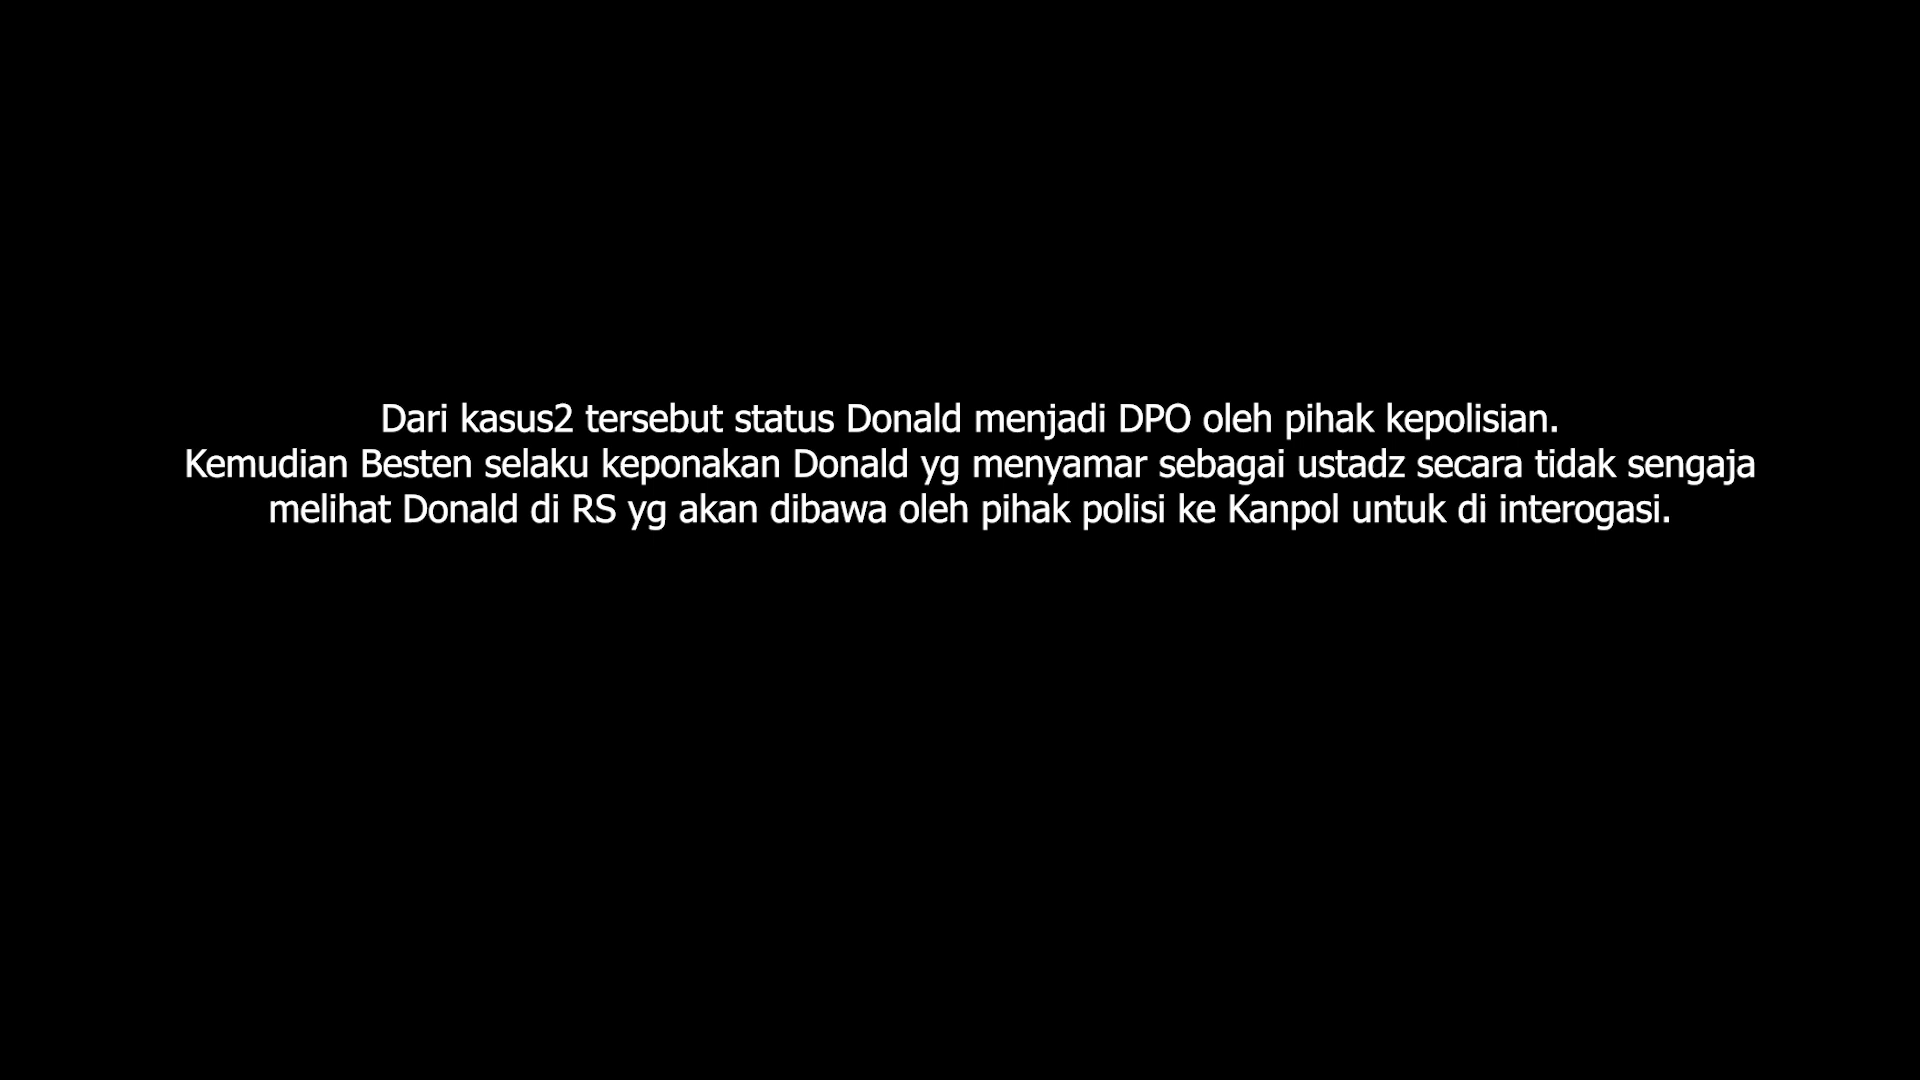 Dari kasus2 tersebut status Donald menjadi DPO oleh pihak kepolisian.
Kemudian Besten selaku keponakan Donald yg menyamar sebagai ustadz secara tidak sengaja
melihat Donald di RS yg akan dibawa oleh pihak polisi ke Kanpol untuk di interogasi.